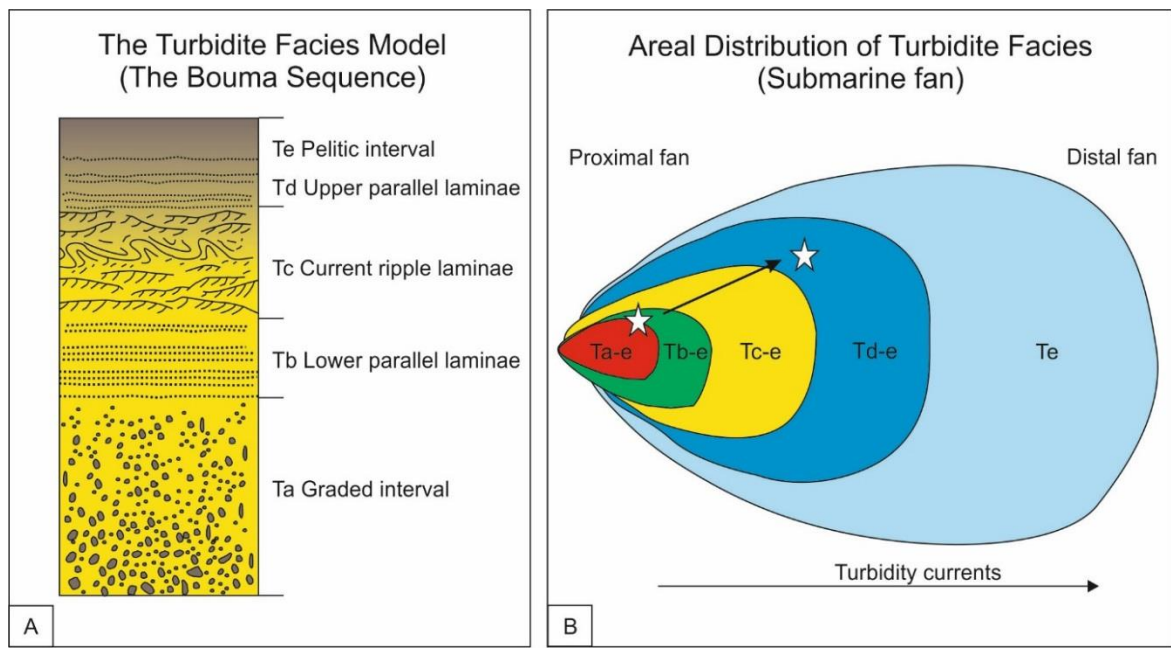 The Turbidite Facies Model
(The Bouma Sequence)
Te Pelitic interval
Td Upper parallel laminae
Tc Current ripple laminae
Tb Lower parallel laminae
Ta Graded interval
A
Areal Distribution of Turbidite Facies
(Submarine fan)
Proximal fan
Distal fan
Ta-e
Tb-e
Tc-e
Td-e
Te
Turbidity currents
B